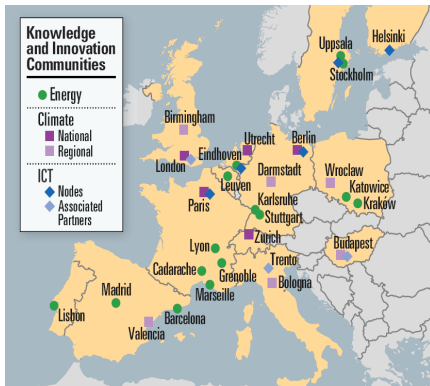 Knowledge
and Innovation
Communities
Energy
Climate
National
Regional
ICT
Nodes
Associated
Partners
Helsinki
Uppsala
Stockholm
Birmingham
Utrecht
Berlin
London
Eindhoven
Leuven
Darmstadt
Wroclaw
Katowice
Kraków
Paris
Karlsruhe
Stuttgart
Zurich
Budapest
Lyon
Trento
Cadarache
Grenoble
Bologna
Marseille
Madrid
Lisbon
Barcelona
Valencia